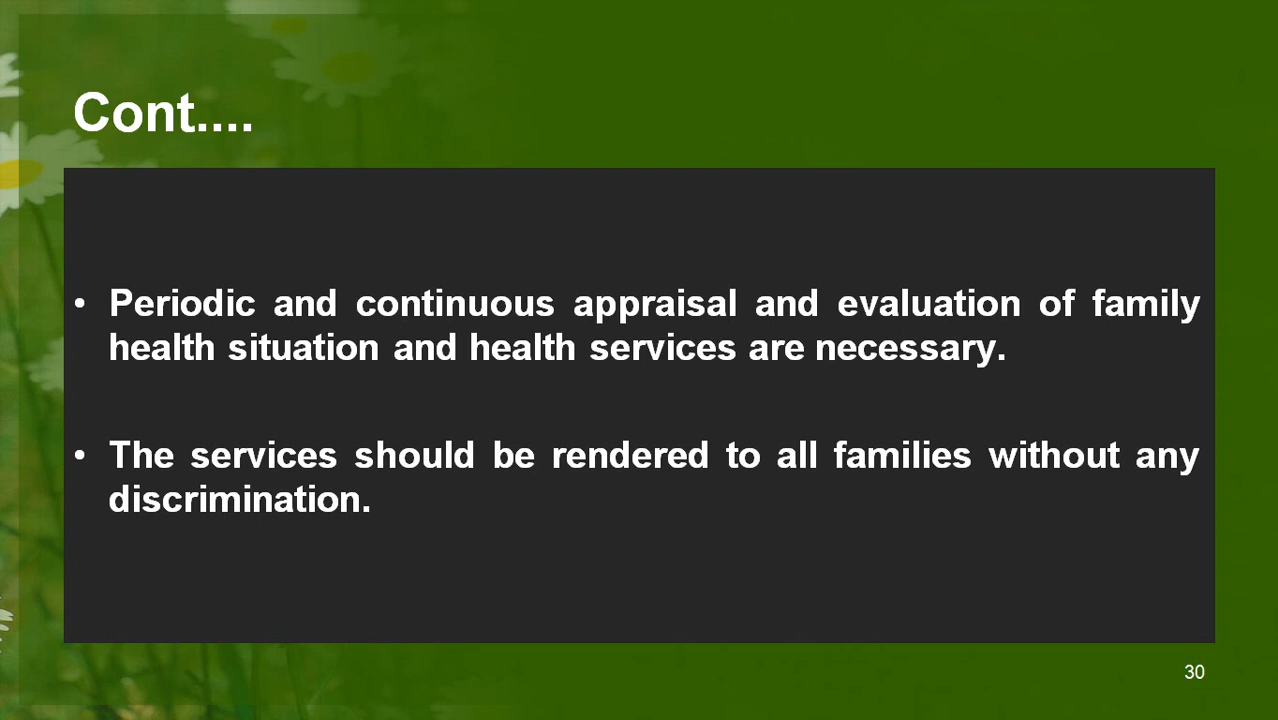 Cont....
• Periodic and continuous appraisal and evaluation of family
health situation and health services are necessary.
• The services should be rendered to all families without any
discrimination.
30